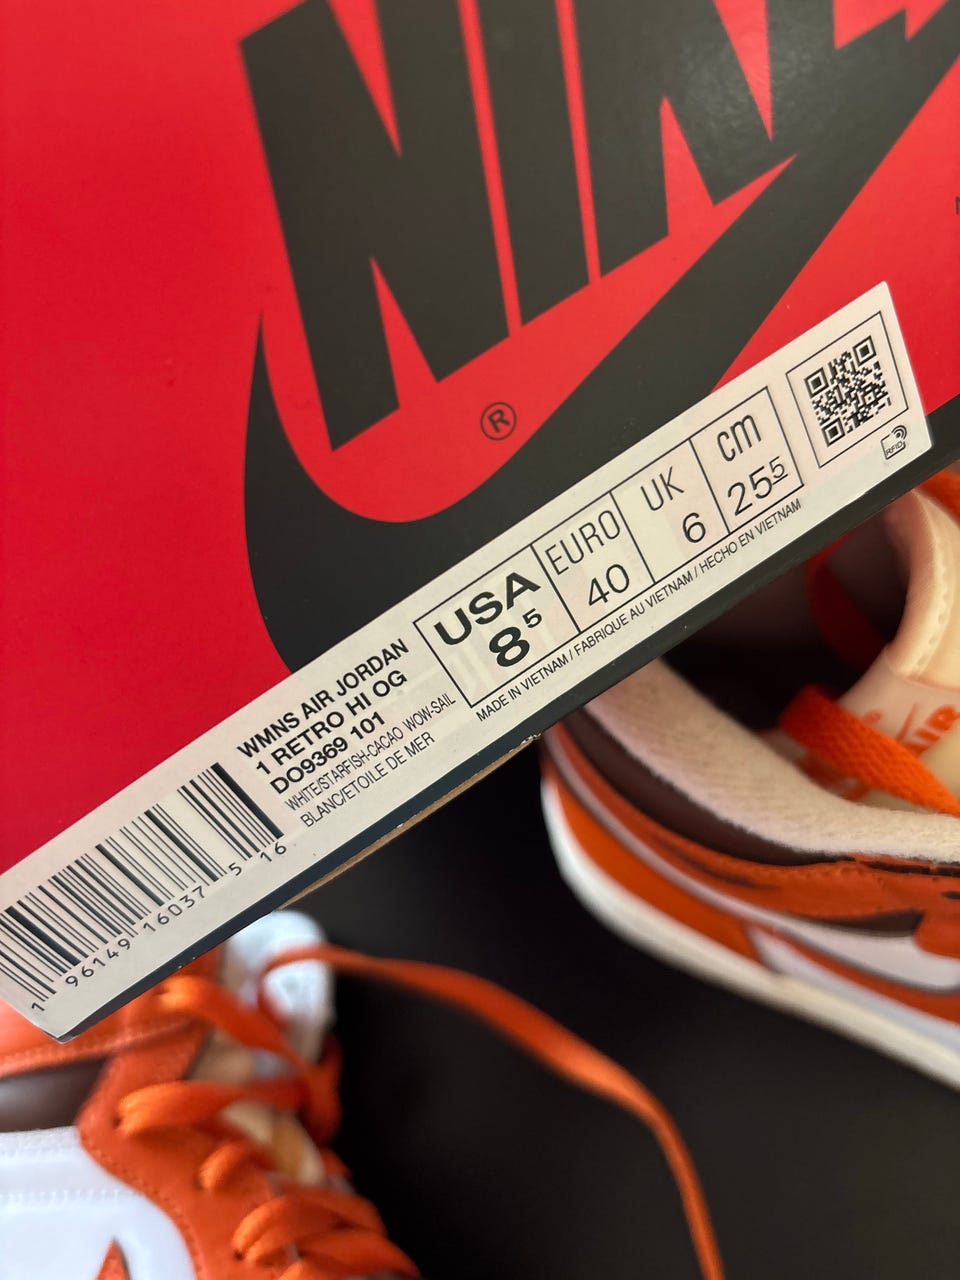 NIKE
®
WMNS AIR JORDAN
1 RETRO HI OG
DO9369 101
WHITE/STARFISH-CACAO WOW-SAIL
BLANC/ETOILE DE MER
USA
8⁵
EURO
40
UK
6
cm
25⁵
RFID
MADE IN VIETNAM / FABRIQUE AU VIETNAM / HECHO EN VIETNAM
1 96149 16037 5 16
AIR